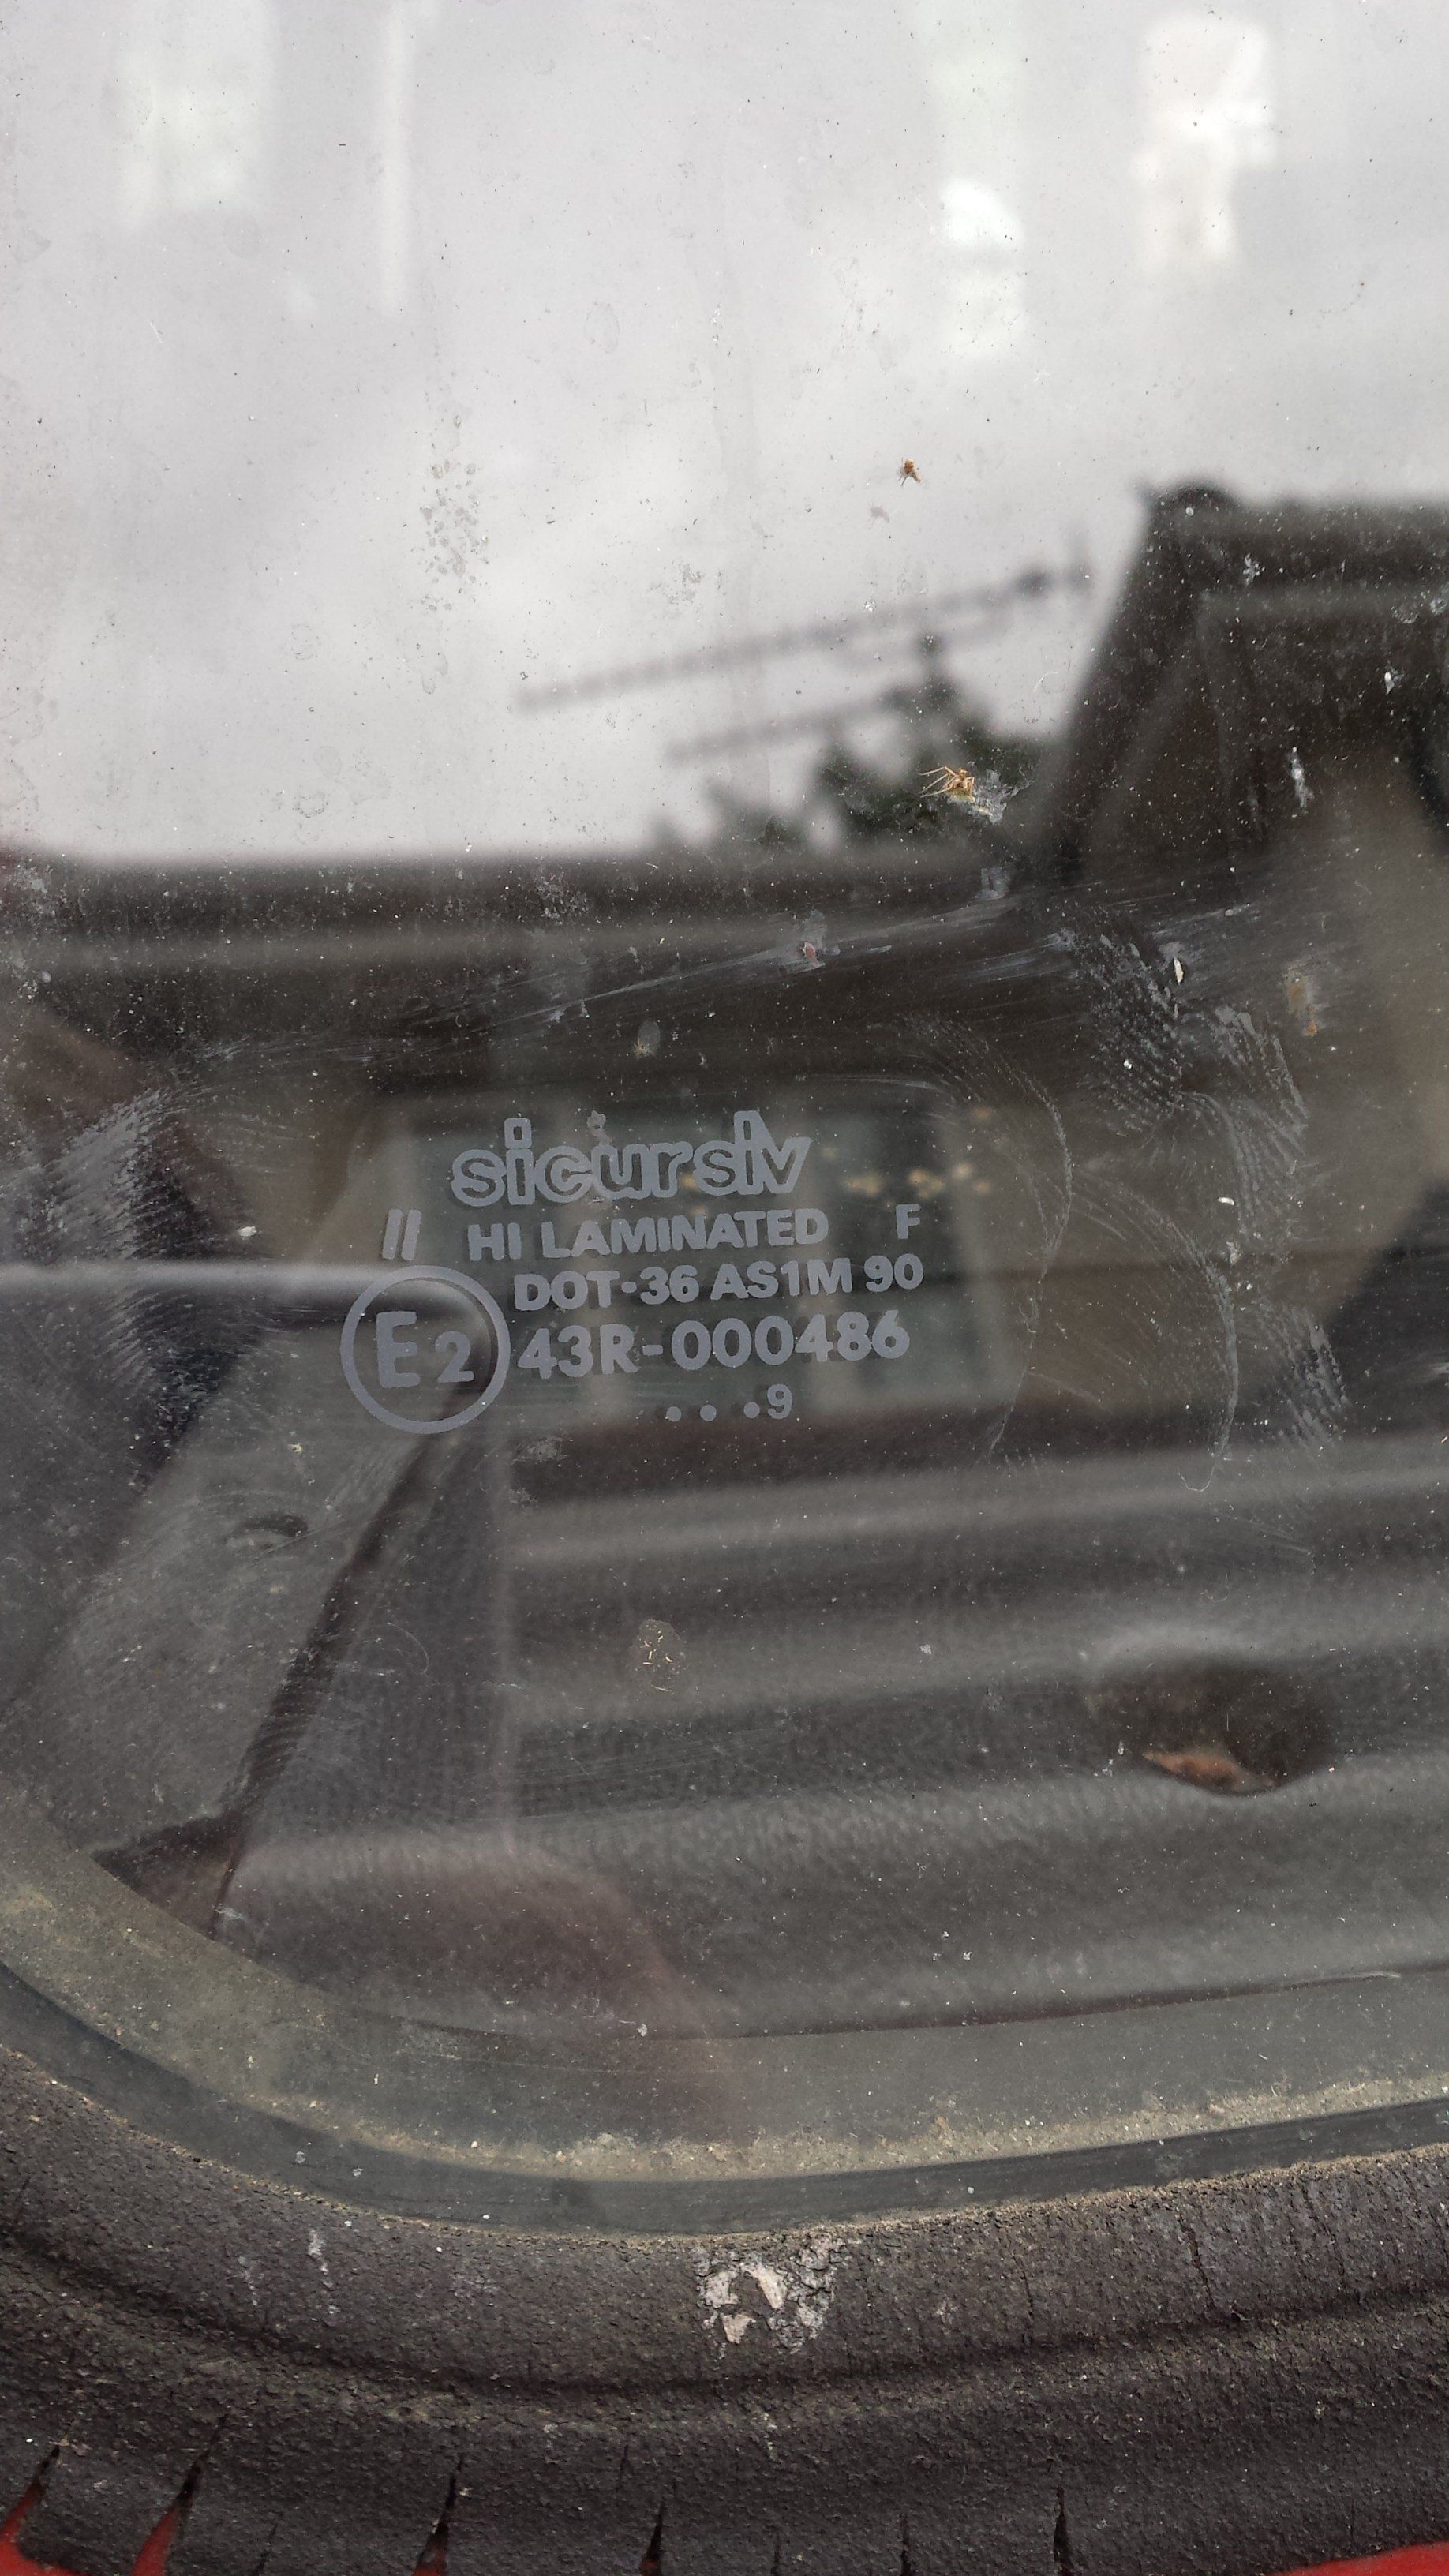 sicursiv
II HI LAMINATED F
DOT-36 AS1M 90
E2 43R-000486
. . .9